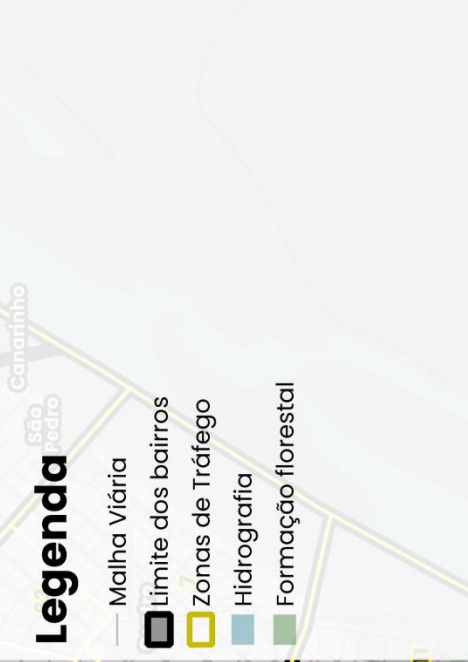 Legenda
Malha Viária
Limite dos bairros
Zonas de Tráfego
Hidrografia
Formação florestal
Canarinho
São
Pedro